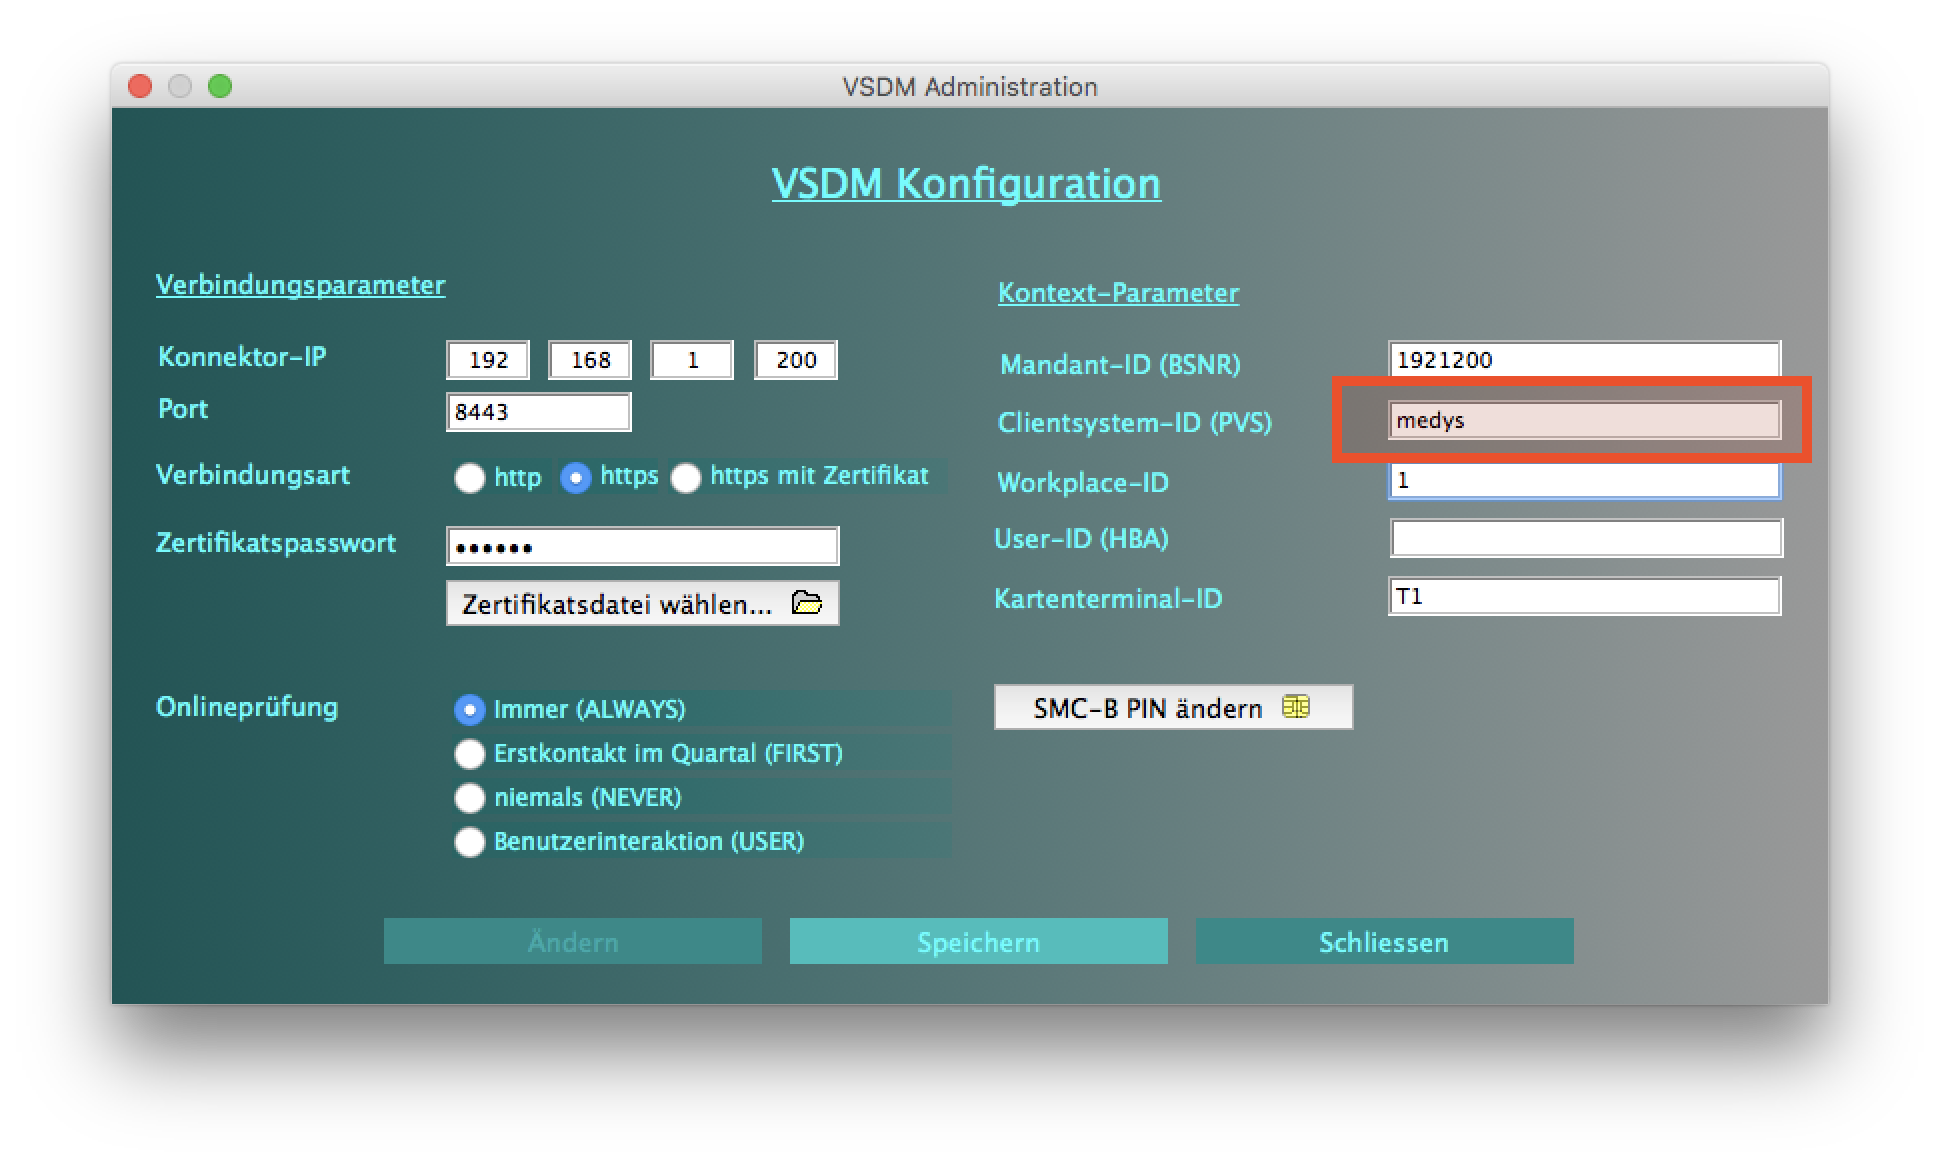 VSDM Administration
VSDM Konfiguration
Verbindungsparameter
Konnektor-IP 192 168 1 200
Port 8443
Verbindungsart http https https mit Zertifikat
Zertifikatspasswort ••••••
Zertifikatsdatei wählen...
Onlineprüfung Immer (ALWAYS)
Erstkontakt im Quartal (FIRST)
niemals (NEVER)
Benutzerinteraktion (USER)
Kontext-Parameter
Mandant-ID (BSNR) 1921200
Clientsystem-ID (PVS) medys
Workplace-ID 1
User-ID (HBA)
Kartenterminal-ID T1
SMC-B PIN ändern
Ändern Speichern Schliessen